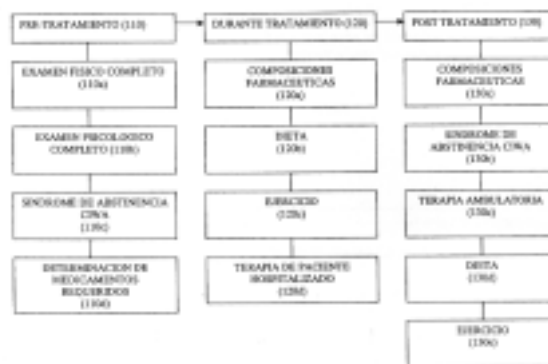 PRE-TRATAMIENTO (110)
EXAMEN FISICO COMPLETO
(110a)
EXAMEN PSICOLOGICO
COMPLETO (110b)
SINDROME DE ABSTINENCIA
CIWA
(110c)
DETERMINACION DE
MEDICAMENTOS
REQUERIDOS
(110d)
DURANTE TRATAMIENTO (120)
COMPOSICIONES
FARMACEUTICAS
(120a)
DIETA
(120b)
EJERCICIO
(120c)
TERAPIA DE PACIENTE
HOSPITALIZADO
(120d)
POST TRATAMIENTO (130)
COMPOSICIONES
FARMACEUTICAS
(130a)
SINDROME DE
ABSTINENCIA CIWA
TERAPIA AMBULATORIA
DIETA
(130d)
EJERCICIO
(130e)